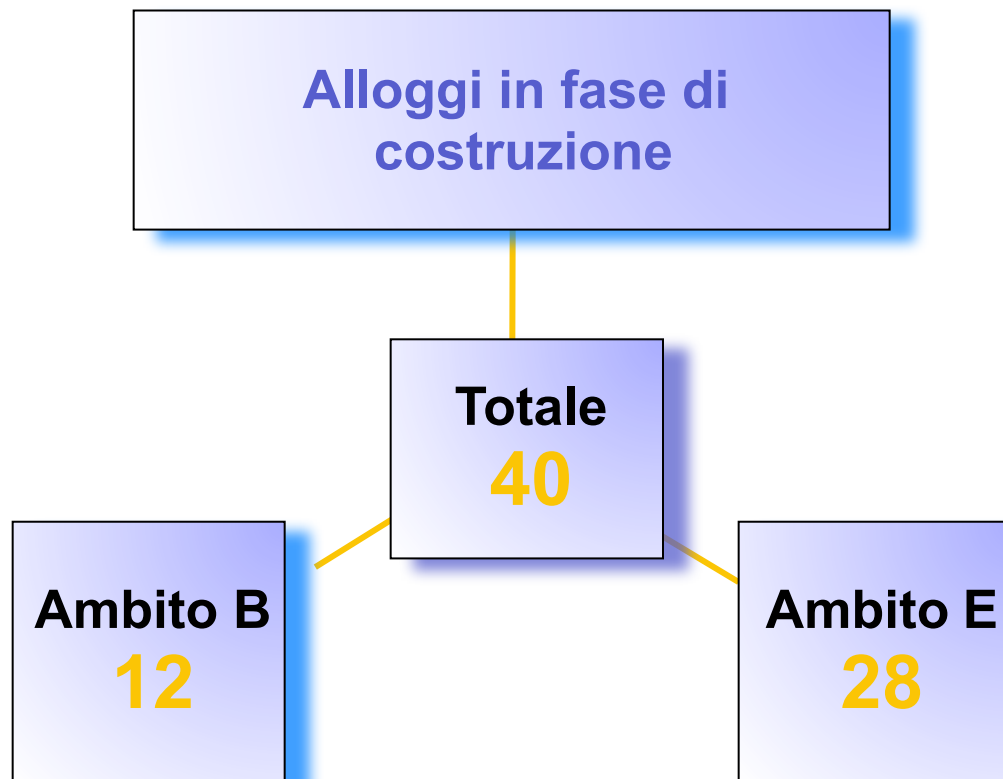 Alloggi in fase di
costruzione
Totale
40
Ambito B
12
Ambito E
28